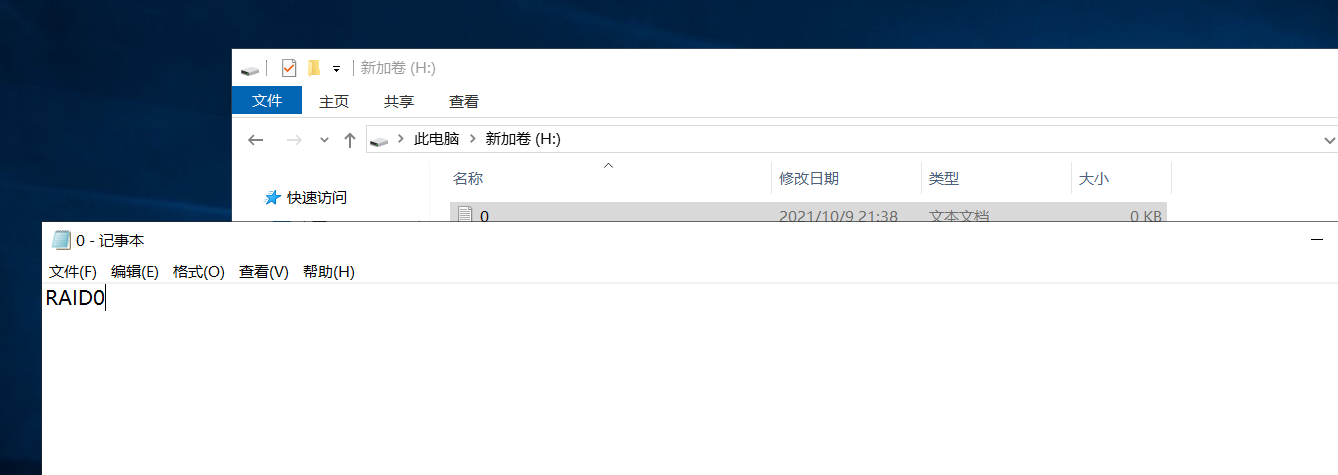 新加卷 (H:)
文件 主页 共享 查看
此电脑 新加卷 (H:)
名称 修改日期 类型 大小
快速访问
0 2021/10/9 21:38 文本文档 0 KB
0 - 记事本
文件(F) 编辑(E) 格式(O) 查看(V) 帮助(H)
RAID0